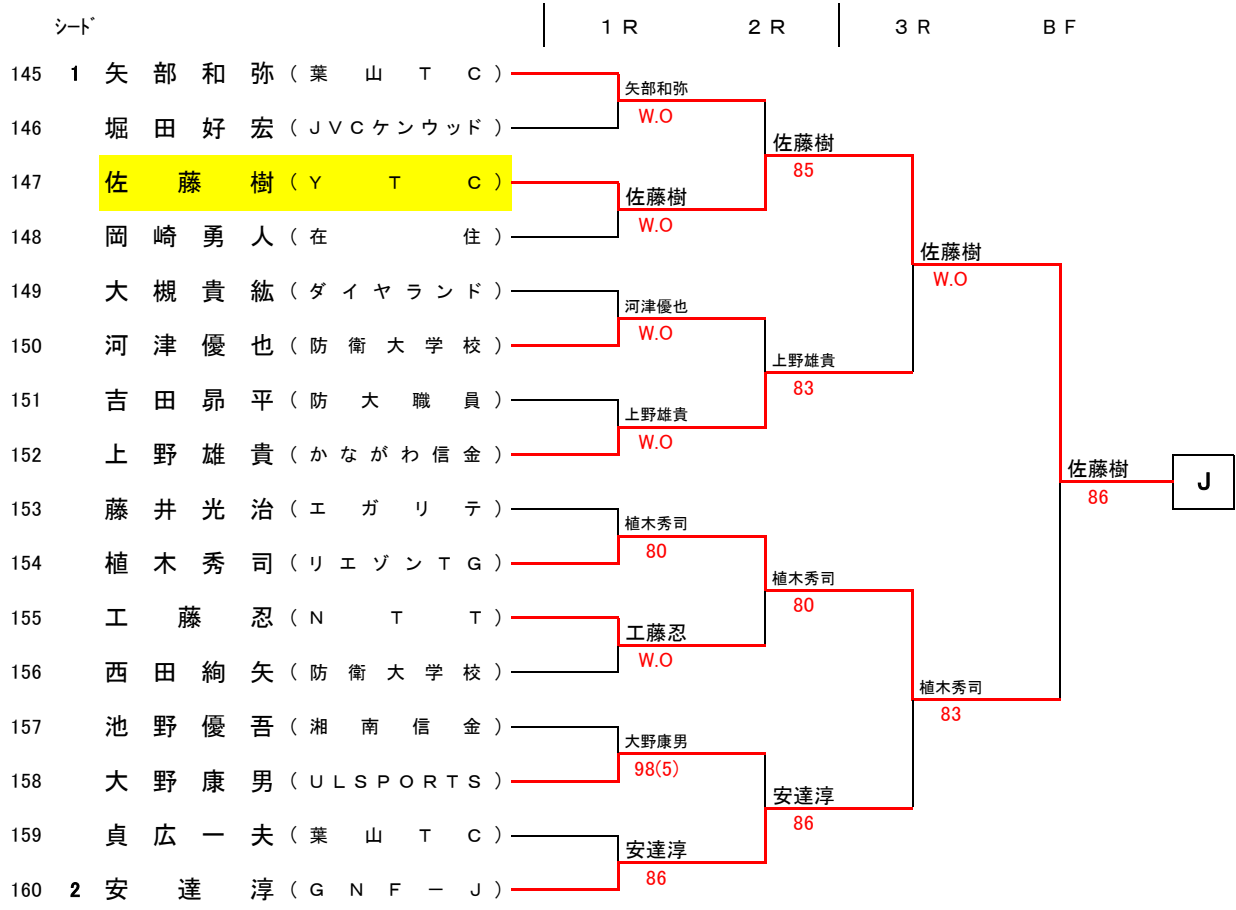 シード 1R 2R 3R BF
145 1 矢部和弥（葉山TC）
矢部和弥
W.O
146 堀田好宏（JVCケンウッド）
佐藤樹
85
147 佐藤樹（YTC）
佐藤樹
W.O
148 岡崎勇人（在住）
佐藤樹
W.O
149 大槻貴紘（ダイヤランド）
河津優也
W.O
150 河津優也（防衛大学校）
上野雄貴
83
151 吉田昴平（防大職員）
上野雄貴
W.O
152 上野雄貴（かながわ信金）
佐藤樹
86
J
153 藤井光治（エガリテ）
植木秀司
80
154 植木秀司（リエゾンTG）
植木秀司
80
155 工藤忍（NTT）
工藤忍
W.O
156 西田絢矢（防衛大学校）
植木秀司
83
157 池野優吾（湘南信金）
大野康男
98(5)
158 大野康男（ULSPORTS）
安達淳
86
159 貞広一夫（葉山TC）
安達淳
86
160 2 安達淳（GNF－J）